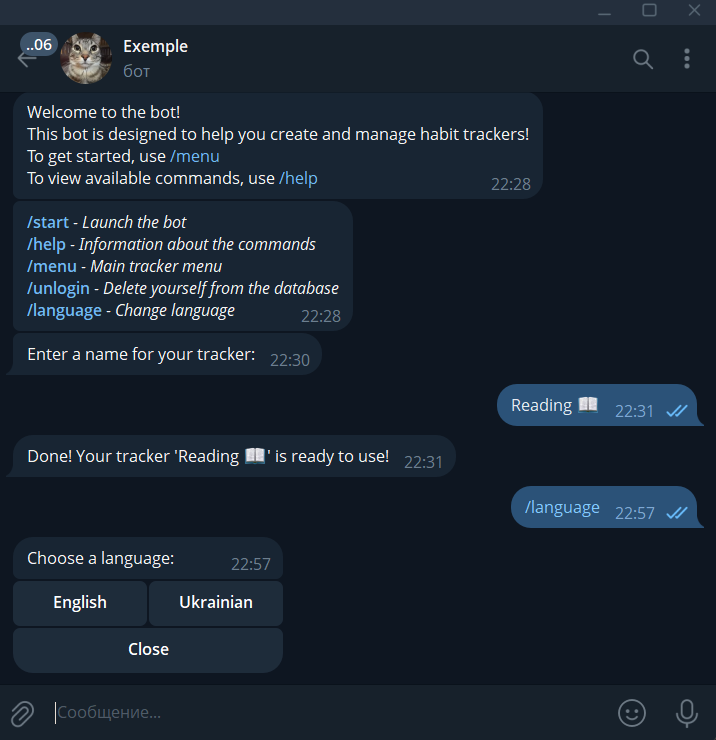 ..06
Exemple
бот
Welcome to the bot!
This bot is designed to help you create and manage habit trackers!
To get started, use /menu
To view available commands, use /help
22:28
/start - Launch the bot
/help - Information about the commands
/menu - Main tracker menu
/unlogin - Delete yourself from the database
/language - Change language
22:28
Enter a name for your tracker: 22:30
Reading 📖 22:31
Done! Your tracker 'Reading 📖' is ready to use! 22:31
/language 22:57
Choose a language: 22:57
English Ukrainian
Close
Сообщение...